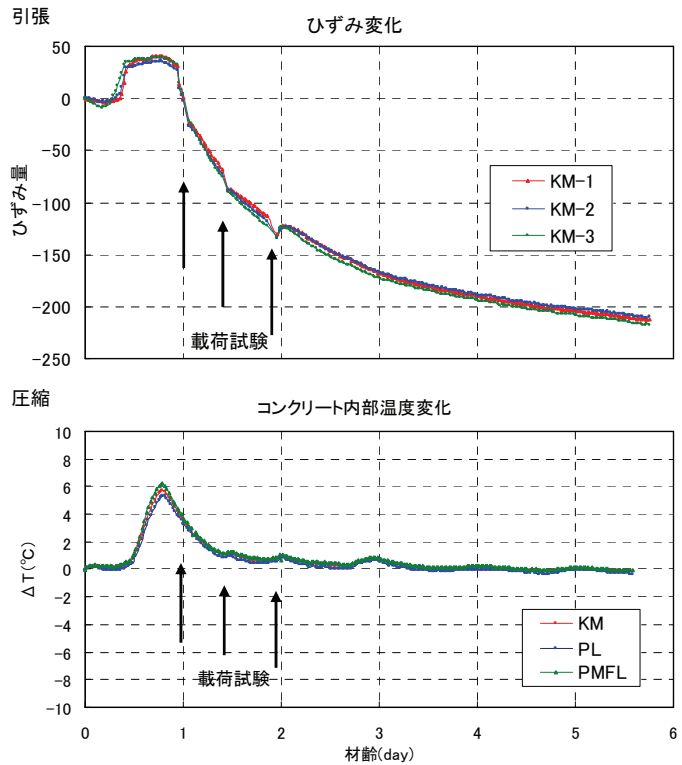 引張
ひずみ変化
50
0
-50
-100
-150
-200
-250
ひずみ量
KM-1
KM-2
KM-3
載荷試験
圧縮
コンクリート内部温度変化
10
8
6
4
2
0
-2
-4
-6
-8
-10
ΔT(℃)
KM
PL
PMFL
載荷試験
0 1 2 3 4 5 6
材齢(day)